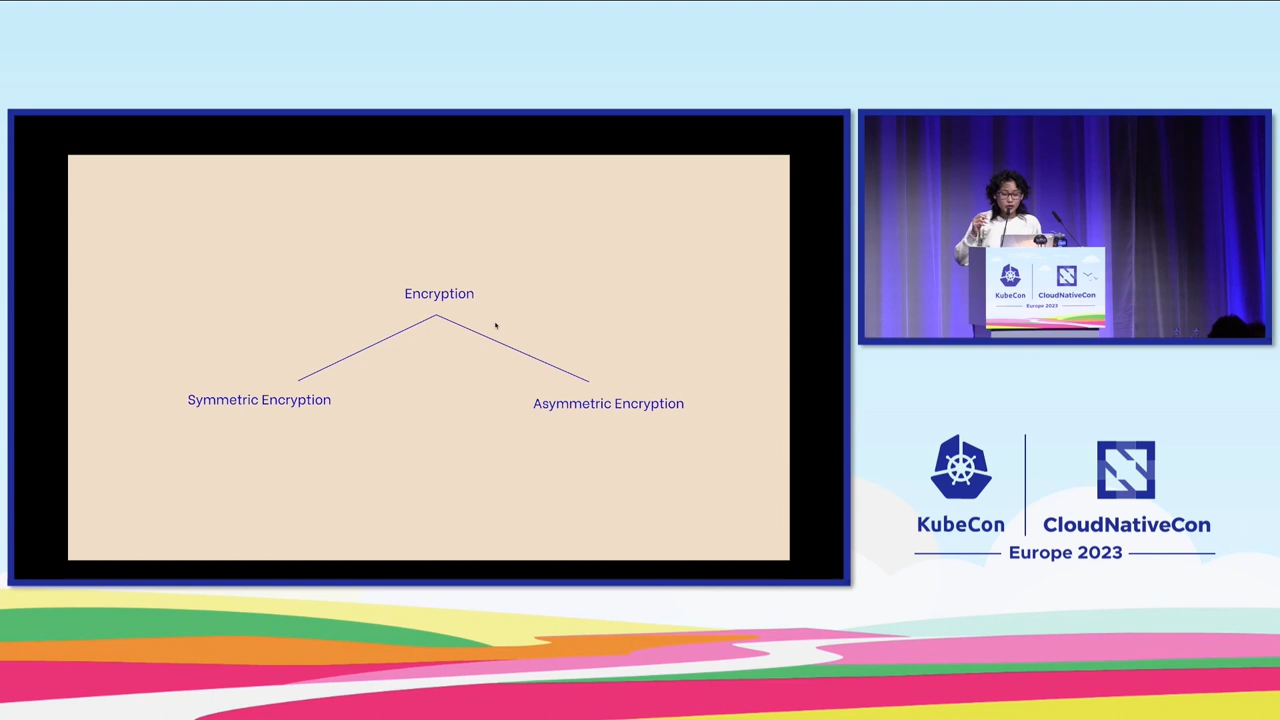 Encryption
Symmetric Encryption
Asymmetric Encryption
KubeCon
CloudNativeCon
Europe 2023
KubeCon
CloudNativeCon
Europe 2023